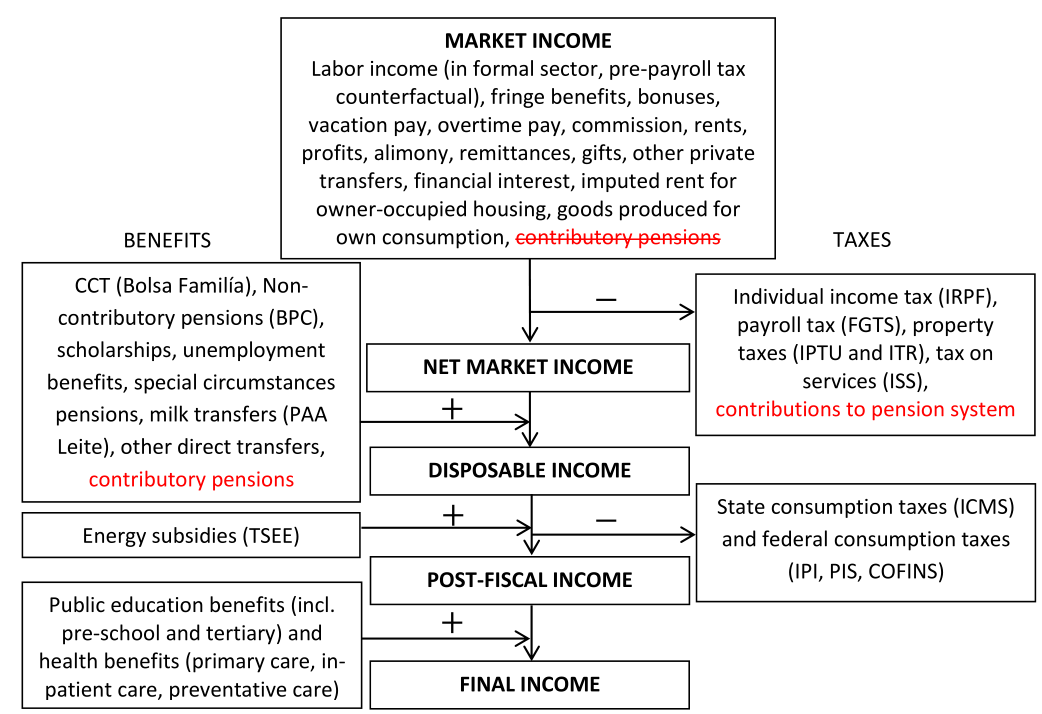 MARKET INCOME
Labor income (in formal sector, pre-payroll tax
counterfactual), fringe benefits, bonuses,
vacation pay, overtime pay, commission, rents,
profits, alimony, remittances, gifts, other private
transfers, financial interest, imputed rent for
owner-occupied housing, goods produced for
own consumption, contributory pensions
BENEFITS
TAXES
CCT (Bolsa Familía), Non-
contributory pensions (BPC),
scholarships, unemployment
benefits, special circumstances
pensions, milk transfers (PAA
Leite), other direct transfers,
contributory pensions
−
Individual income tax (IRPF),
payroll tax (FGTS), property
taxes (IPTU and ITR), tax on
services (ISS),
contributions to pension system
NET MARKET INCOME
+
DISPOSABLE INCOME
Energy subsidies (TSEE)
+
−
State consumption taxes (ICMS)
and federal consumption taxes
(IPI, PIS, COFINS)
POST-FISCAL INCOME
Public education benefits (incl.
pre-school and tertiary) and
health benefits (primary care, in-
patient care, preventative care)
+
FINAL INCOME